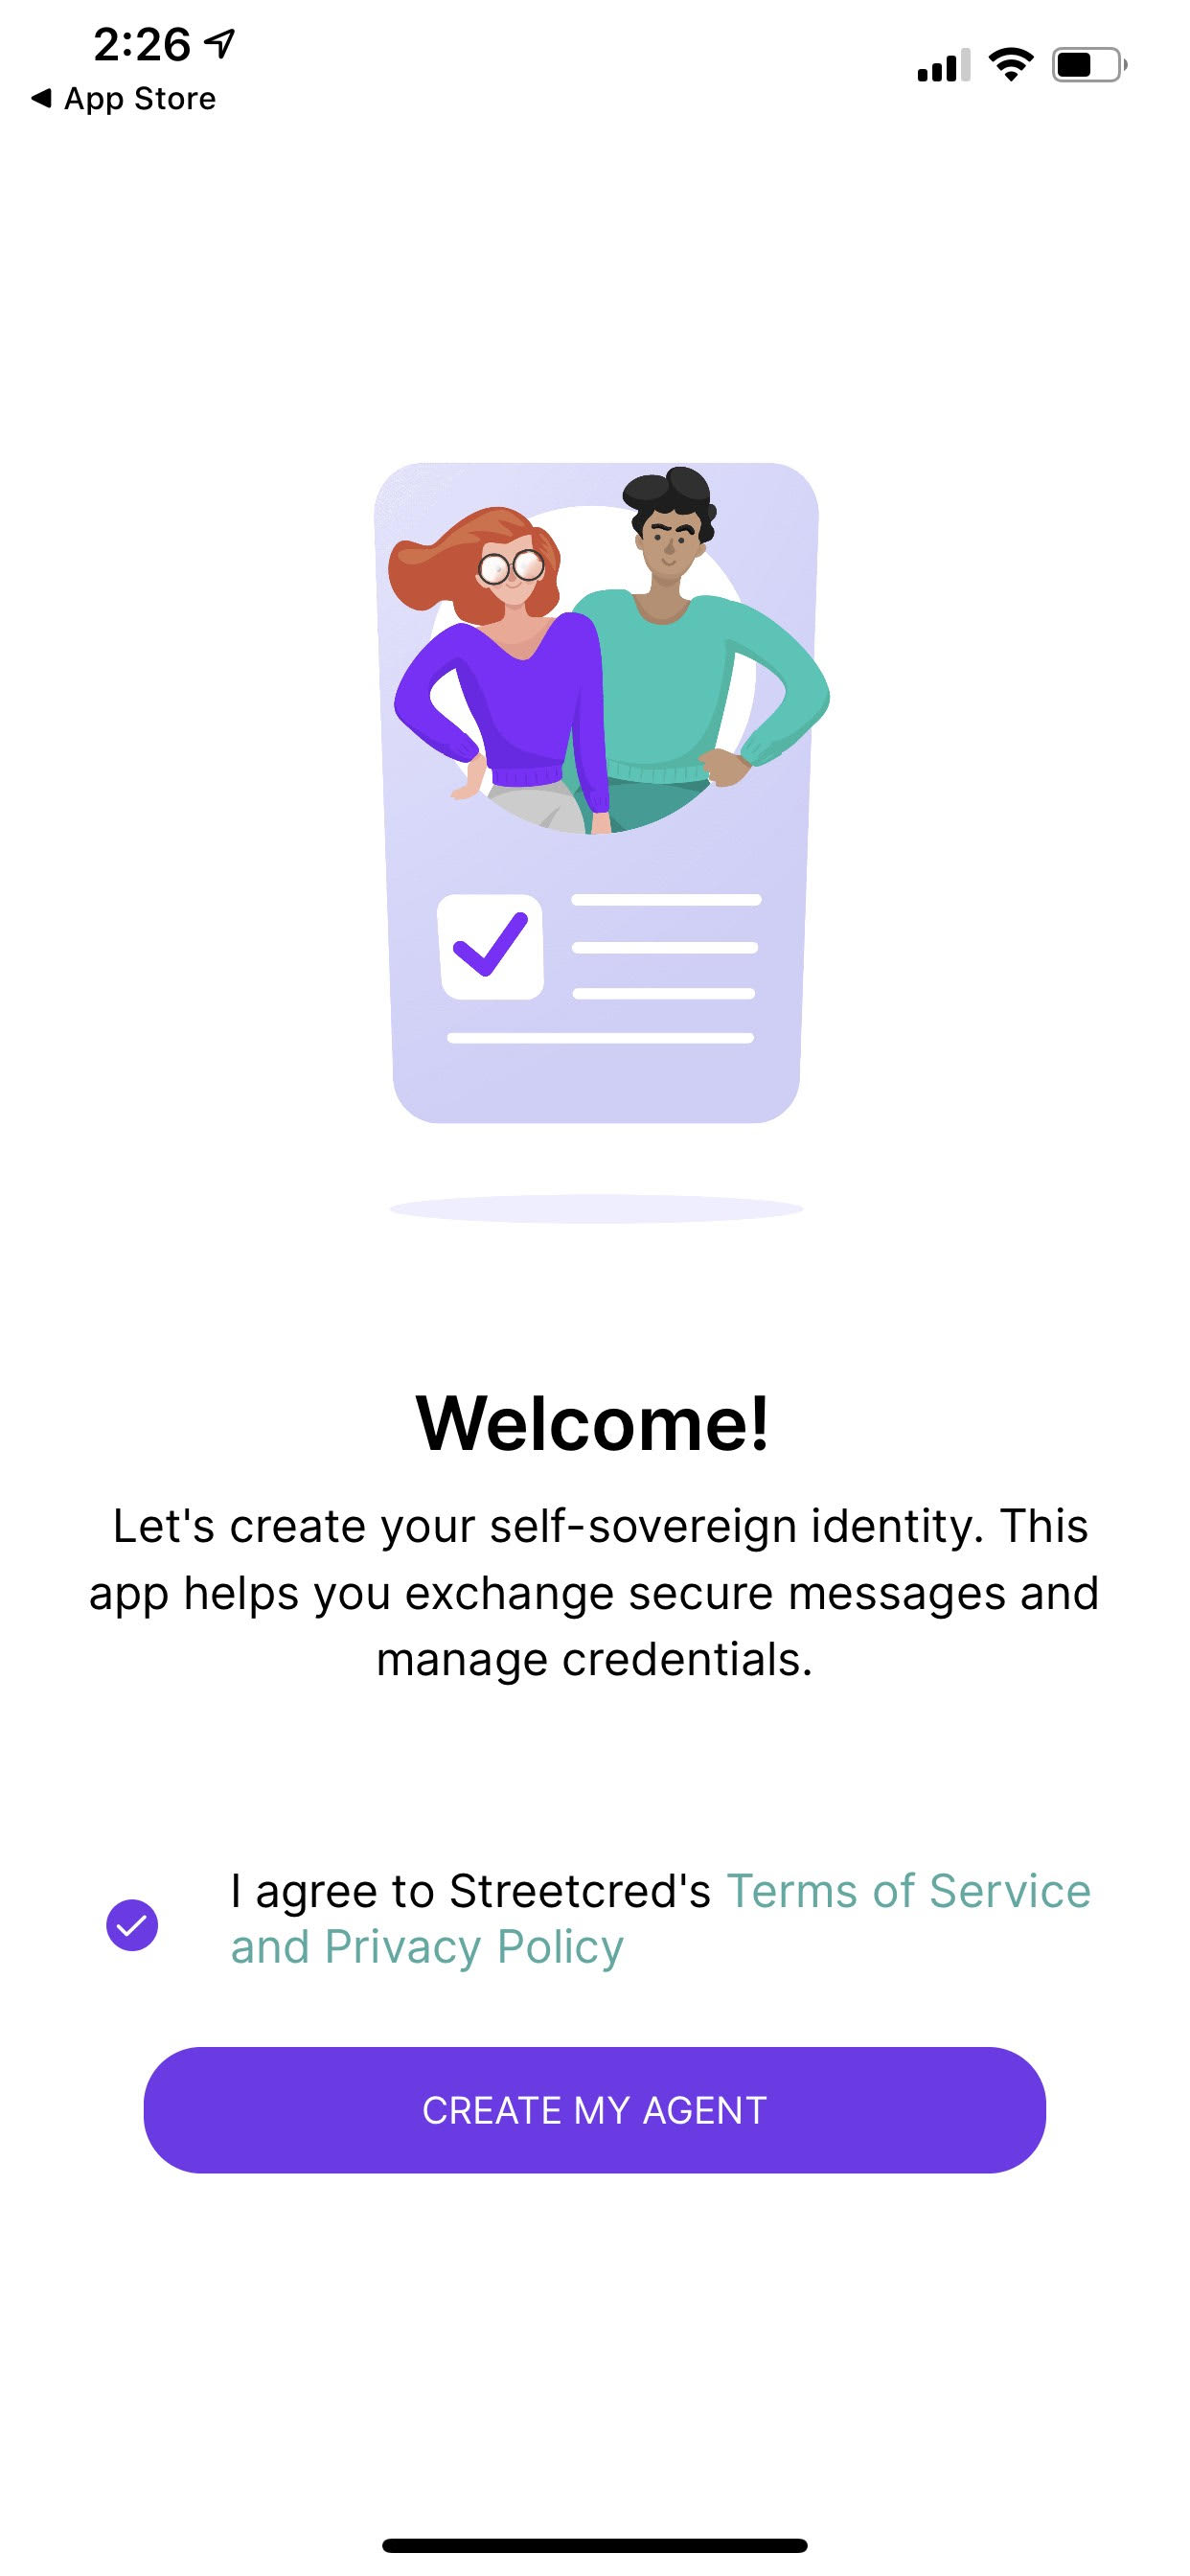 2:26
App Store
Welcome!
Let's create your self-sovereign identity. This
app helps you exchange secure messages and
manage credentials.
I agree to Streetcred's Terms of Service
and Privacy Policy
CREATE MY AGENT